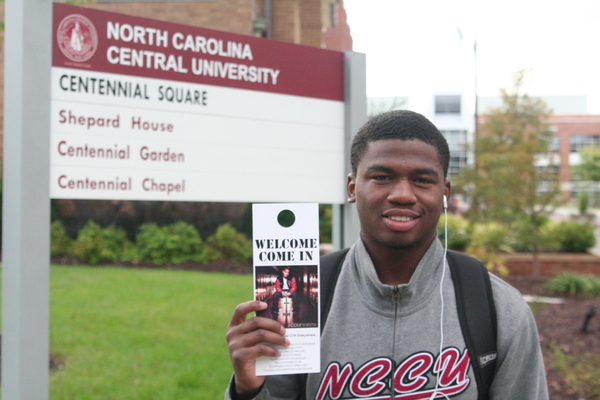 NORTH CAROLINA
CENTRAL UNIVERSITY
CENTENNIAL SQUARE
Shepard House
Centennial Garden
Centennial Chapel
WELCOME
COME IN
NCCU